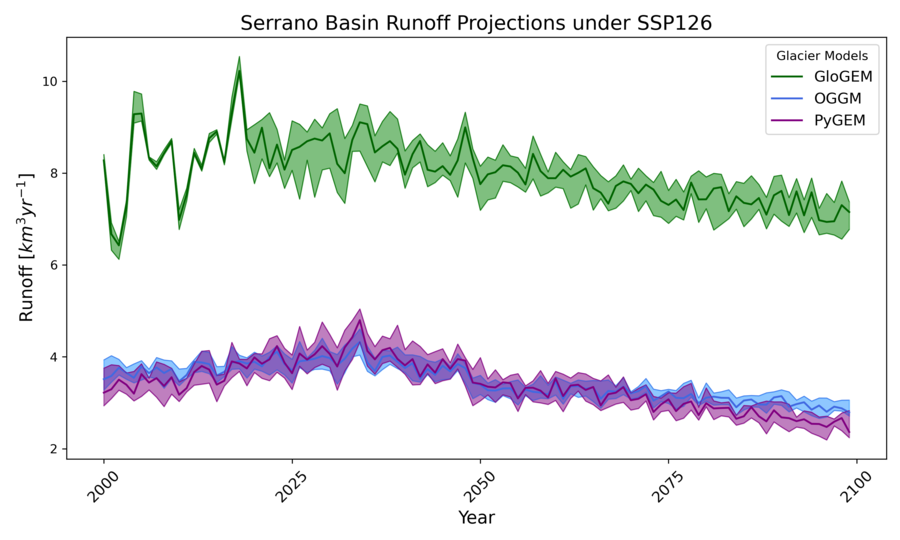 Serrano Basin Runoff Projections under SSP126
Glacier Models
GloGEM
OGGM
PyGEM
Runoff [km³yr⁻¹]
10
8
6
4
2
2000
2025
2050
2075
2100
Year